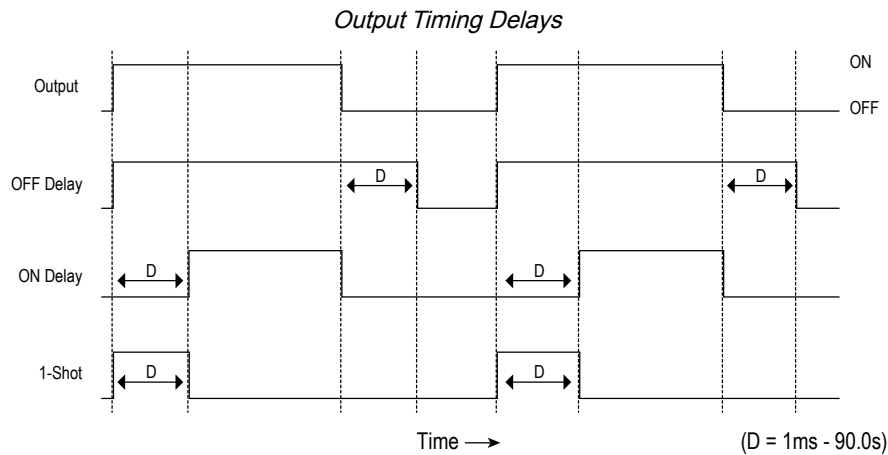 Output Timing Delays
Output
ON
OFF
OFF Delay
D
D
ON Delay
D
D
1-Shot
D
D
Time
(D = 1ms - 90.0s)